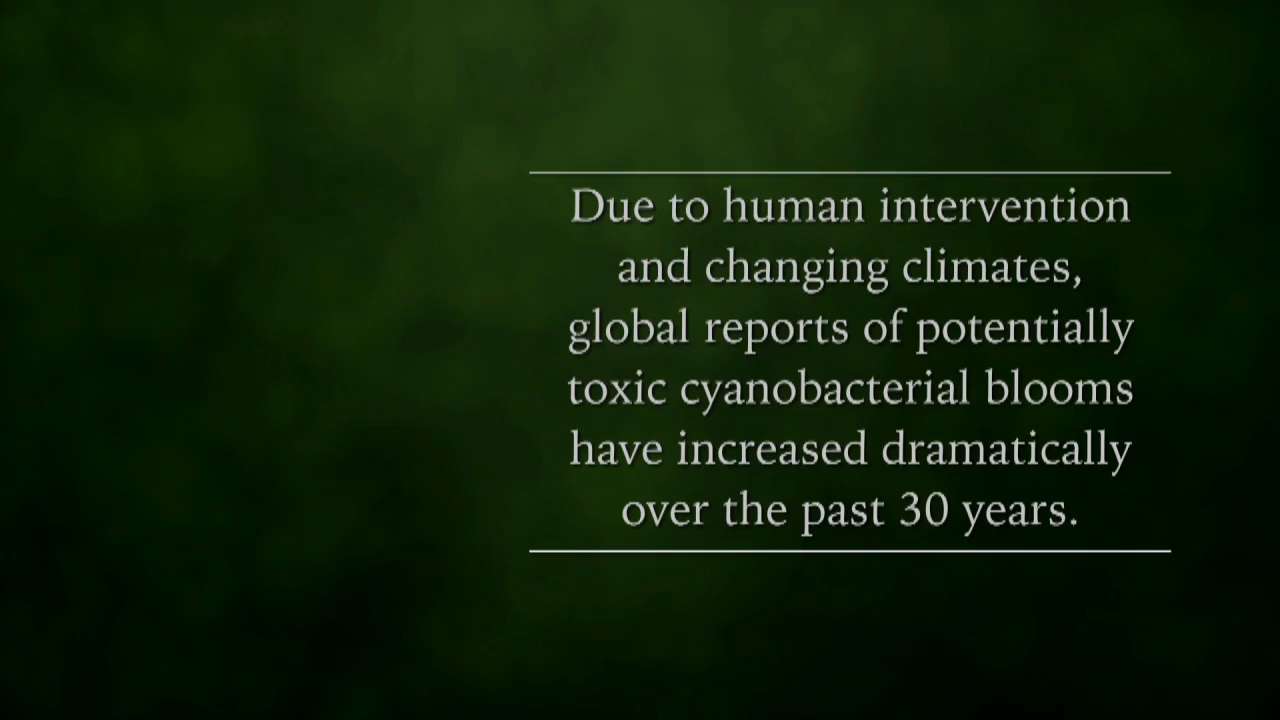 Due to human intervention
and changing climates,
global reports of potentially
toxic cyanobacterial blooms
have increased dramatically
over the past 30 years.